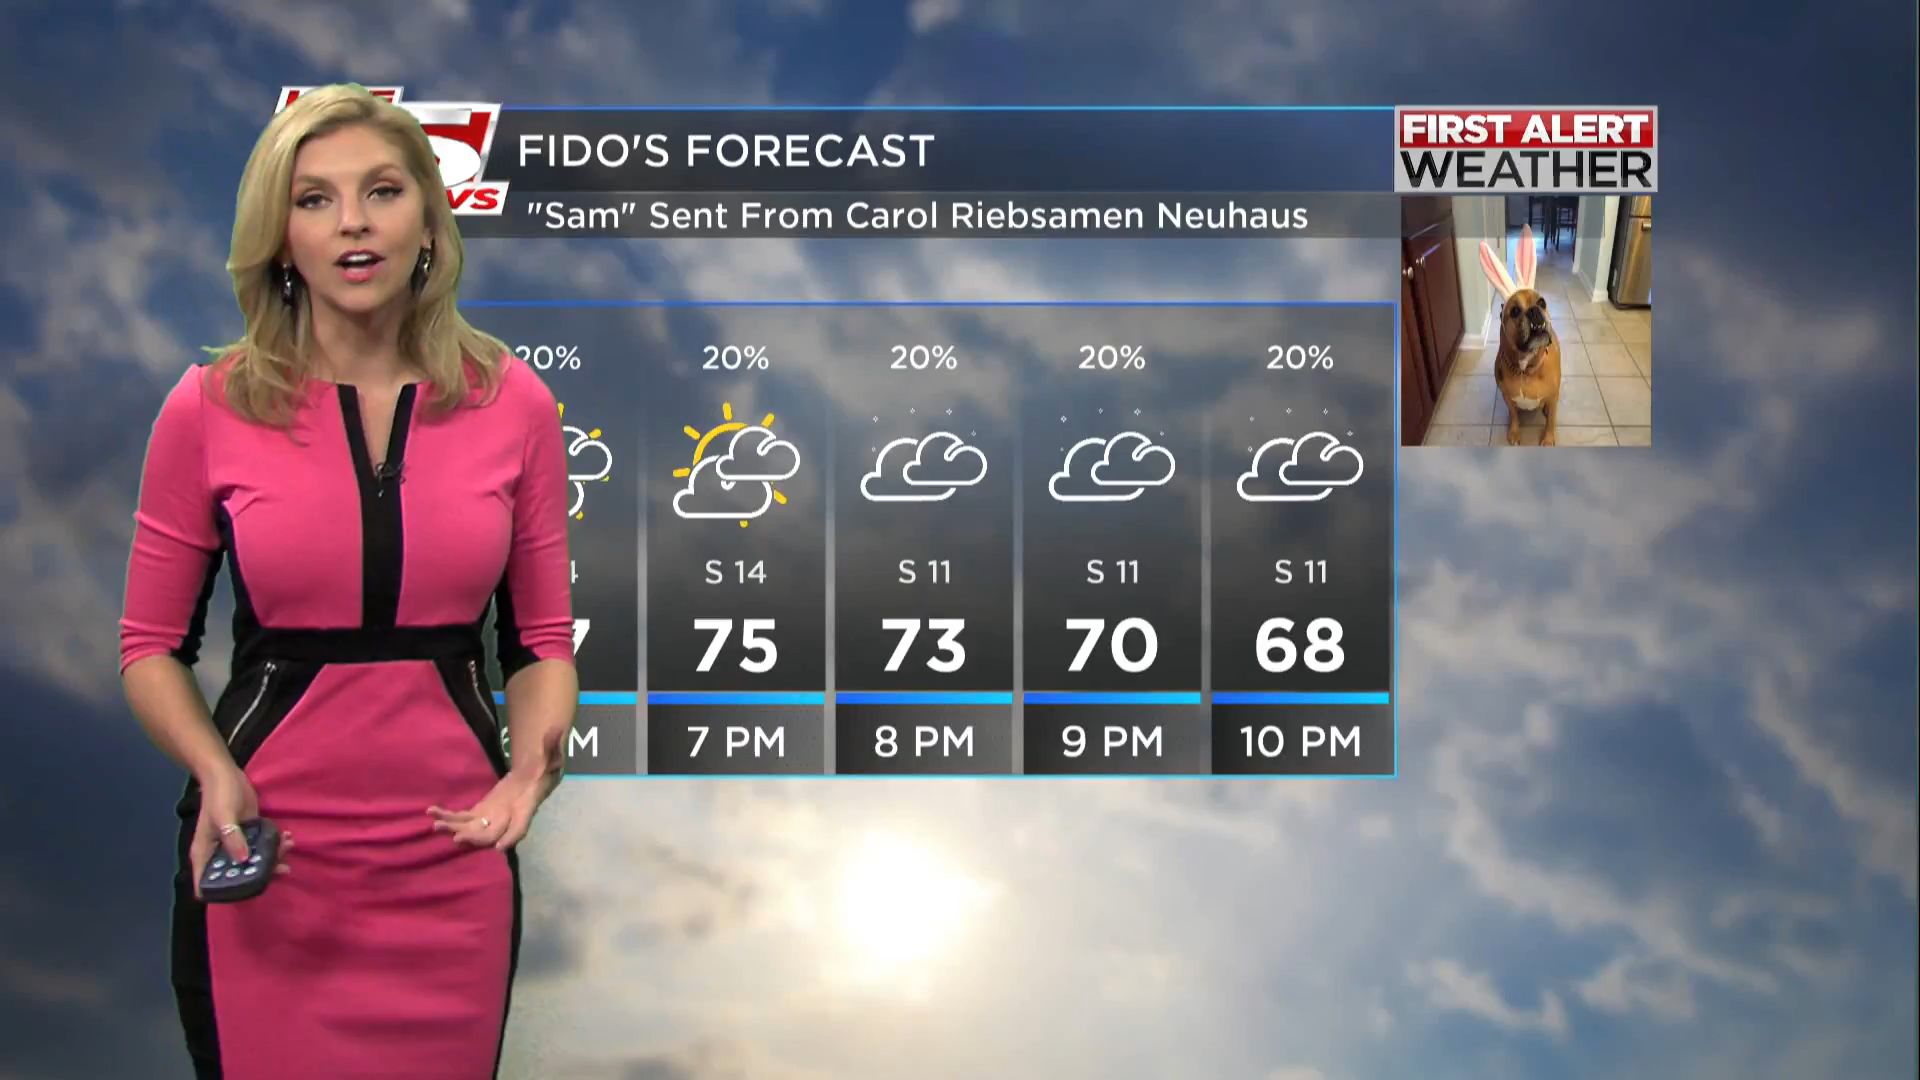 5
FIDO'S FORECAST
"Sam" Sent From Carol Riebsamen Neuhaus
FIRST ALERT
WEATHER
20% 20% 20% 20%
S 14 S 11 S 11 S 11
75 73 70 68
7 PM 8 PM 9 PM 10 PM